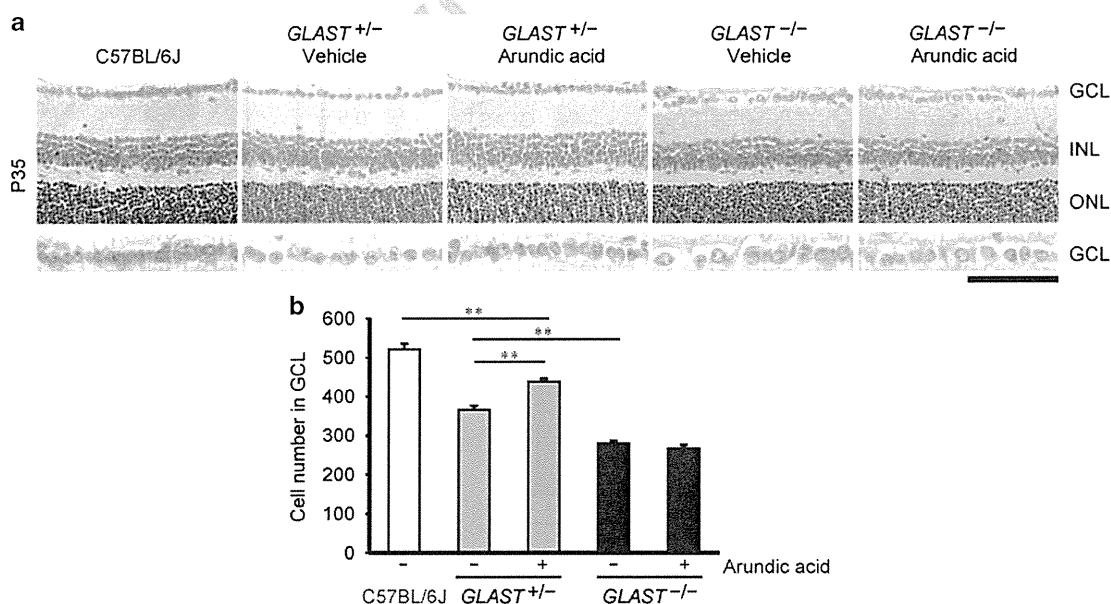 a
C57BL/6J
GLAST +/−
Vehicle
GLAST +/−
Arundic acid
GLAST −/−
Vehicle
GLAST −/−
Arundic acid
P35
GCL
INL
ONL
GCL
b
Cell number in GCL
600
500
400
300
200
100
0
**
**
**
− − + − + Arundic acid
C57BL/6J GLAST +/− GLAST −/−